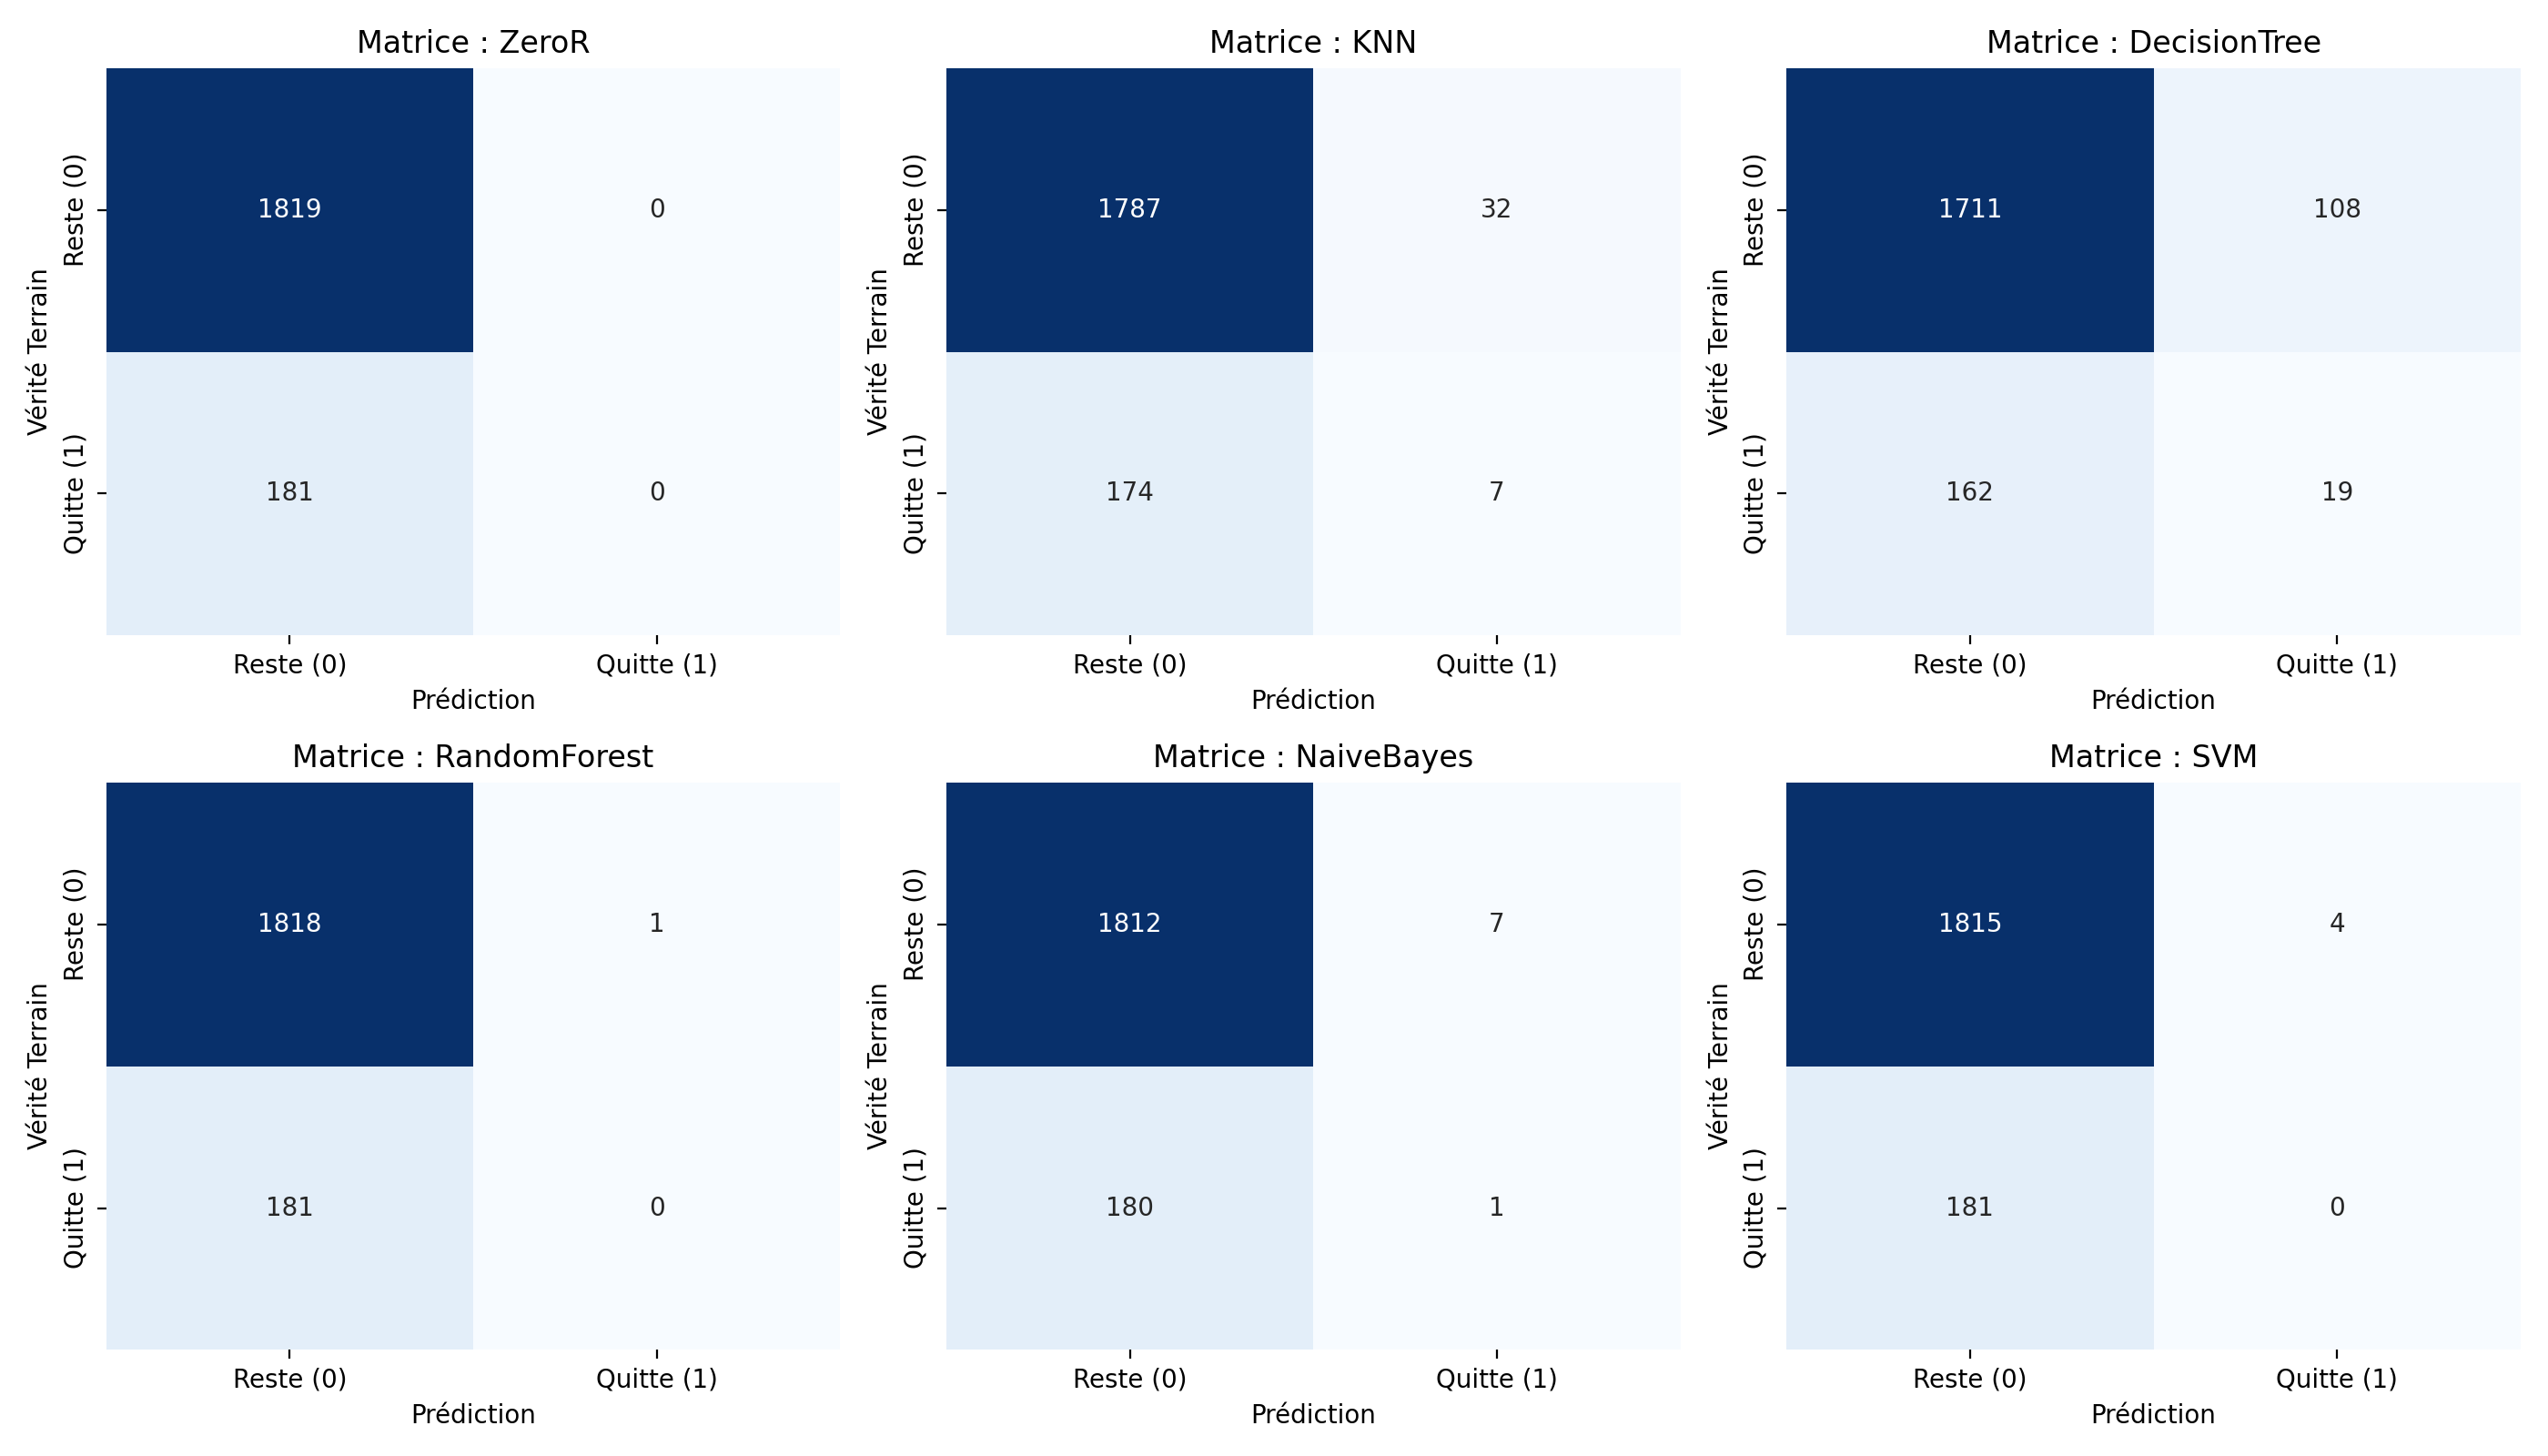 Matrice : ZeroR
Vérité Terrain
Reste (0)
Quitte (1)
1819
0
181
0
Reste (0)
Quitte (1)
Prédiction
Matrice : KNN
Vérité Terrain
Reste (0)
Quitte (1)
1787
32
174
7
Reste (0)
Quitte (1)
Prédiction
Matrice : DecisionTree
Vérité Terrain
Reste (0)
Quitte (1)
1711
108
162
19
Reste (0)
Quitte (1)
Prédiction
Matrice : RandomForest
Vérité Terrain
Reste (0)
Quitte (1)
1818
1
181
0
Reste (0)
Quitte (1)
Prédiction
Matrice : NaiveBayes
Vérité Terrain
Reste (0)
Quitte (1)
1812
7
180
1
Reste (0)
Quitte (1)
Prédiction
Matrice : SVM
Vérité Terrain
Reste (0)
Quitte (1)
1815
4
181
0
Reste (0)
Quitte (1)
Prédiction